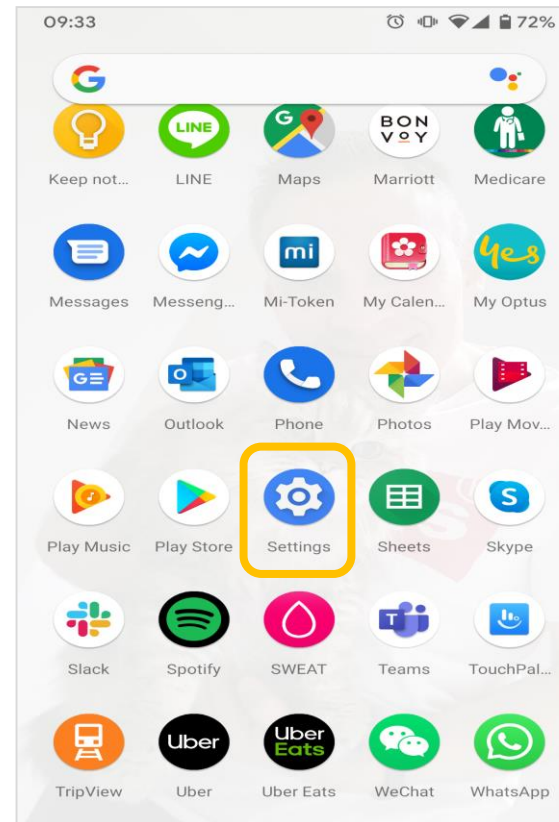 09:33 72%
G
LINE G BON VOY
Keep not... LINE Maps Marriott Medicare
mi yes
Messages Messeng... Mi-Token My Calen... My Optus
GE
News Outlook Phone Photos Play Mov...
S
Play Music Play Store Settings Sheets Skype
T
Slack Spotify SWEAT Teams TouchPal...
Uber Uber Eats
TripView Uber Uber Eats WeChat WhatsApp